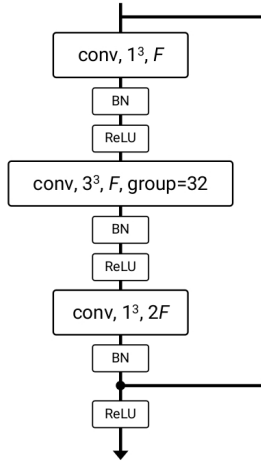 conv, 1³, F
BN
ReLU
conv, 3³, F, group=32
BN
ReLU
conv, 1³, 2F
BN
ReLU